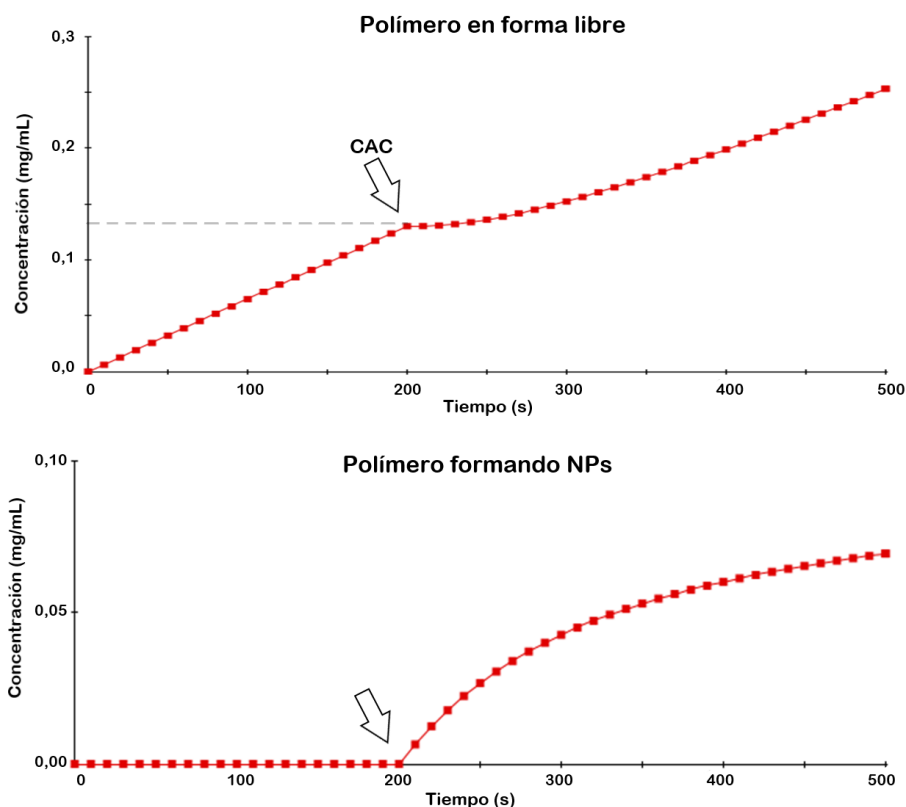 Polímero en forma libre
0,3
0,2
0,1
0,0
Concentración (mg/mL)
CAC
0 100 200 300 400 500
Tiempo (s)
Polímero formando NPs
0,10
0,05
0,00
Concentración (mg/mL)
0 100 200 300 400 500
Tiempo (s)